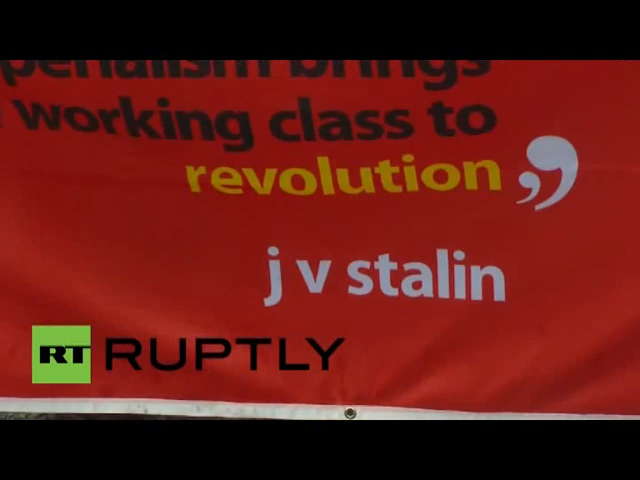 perialism brings
working class to
revolution”
j v stalin
RT RUPTLY